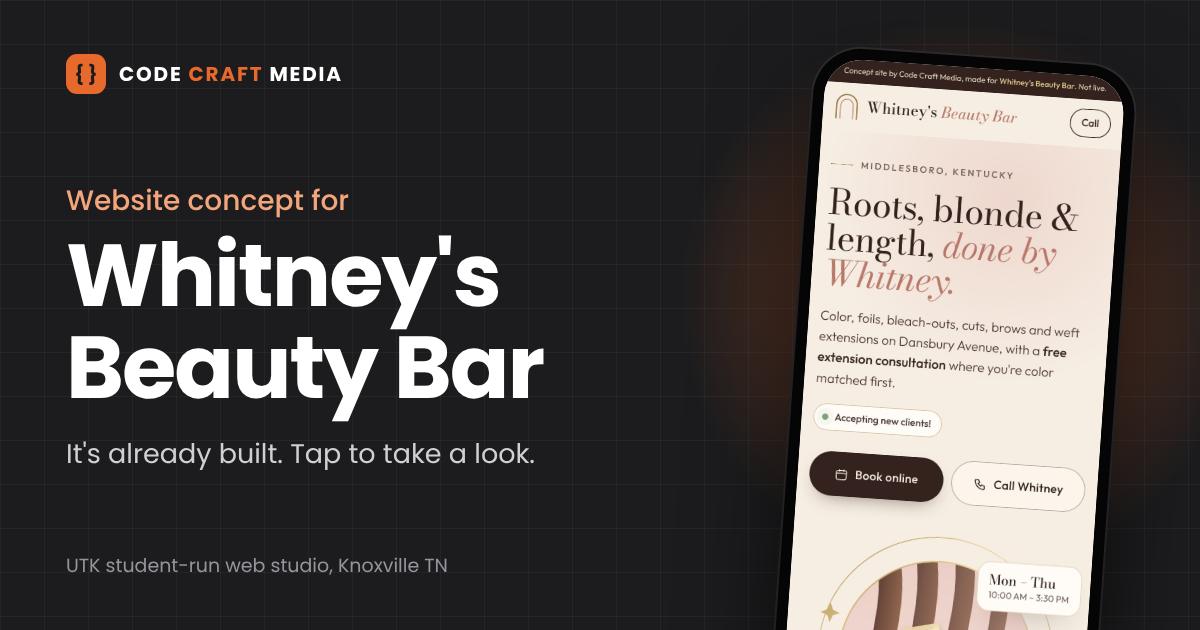 { } CODE CRAFT MEDIA
Website concept for
Whitney's
Beauty Bar
It's already built. Tap to take a look.
UTK student-run web studio, Knoxville TN
Concept site by Code Craft Media, made for Whitney's Beauty Bar. Not live.
Whitney's Beauty Bar
Call
MIDDLESBORO, KENTUCKY
Roots, blonde &
length, done by
Whitney.
Color, foils, bleach-outs, cuts, brows and weft
extensions on Dansbury Avenue, with a free
extension consultation where you're color
matched first.
Accepting new clients!
Book online
Call Whitney
Mon – Thu
10:00 AM – 3:30 PM